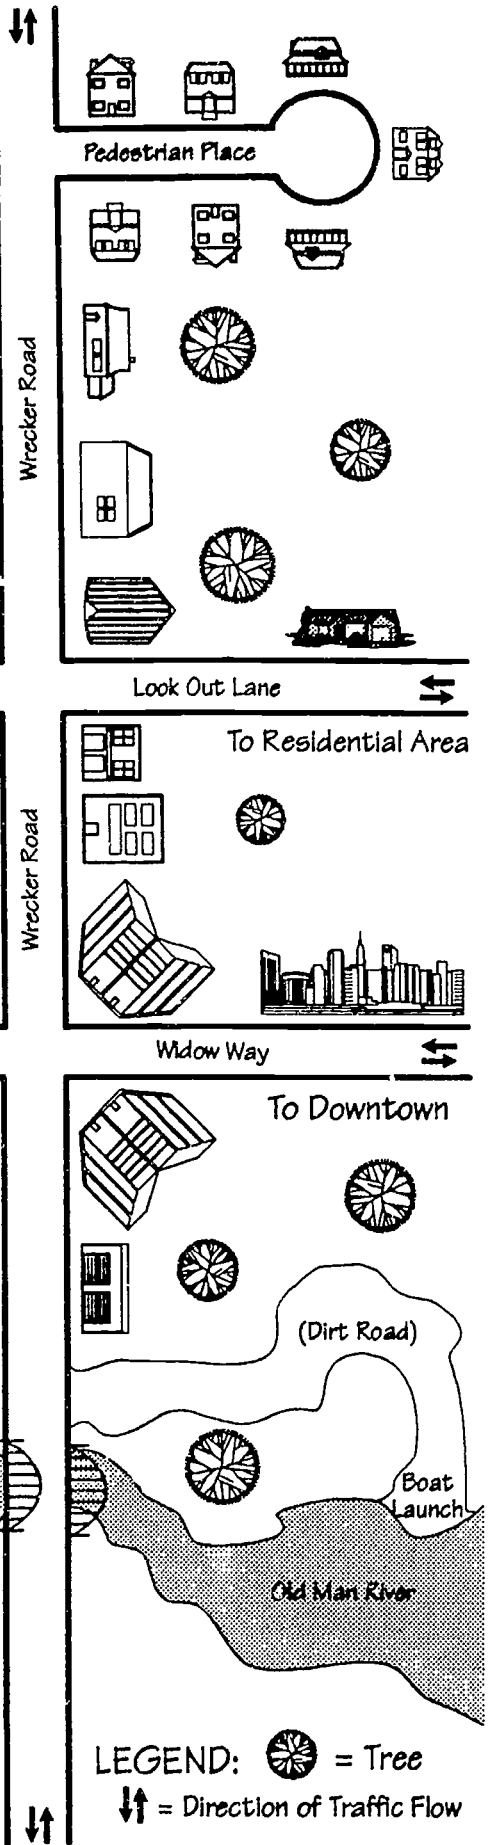 Pedestrian Place
Wrecker Road
Look Out Lane
To Residential Area
Wrecker Road
Widow Way
To Downtown
(Dirt Road)
Boat
Launch
Old Man River
LEGEND: = Tree
= Direction of Traffic Flow